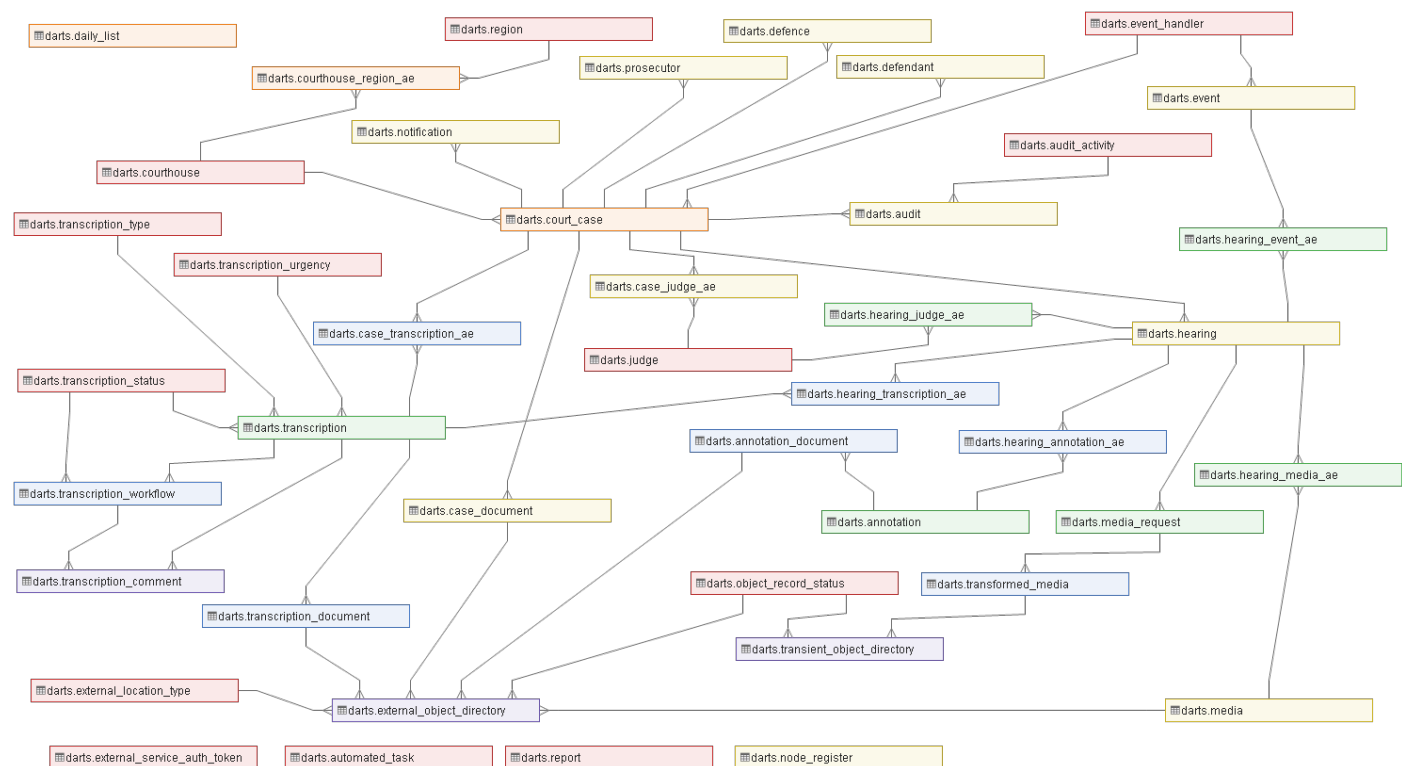 darts.daily_list
darts.region
darts.defence
darts.event_handler
darts.courthouse_region_ae
darts.prosecutor
darts.defendant
darts.event
darts.notification
darts.audit_activity
darts.courthouse
darts.transcription_type
darts.court_case
darts.audit
darts.hearing_event_ae
darts.transcription_urgency
darts.case_judge_ae
darts.case_transcription_ae
darts.hearing_judge_ae
darts.hearing
darts.judge
darts.transcription_status
darts.hearing_transcription_ae
darts.transcription
darts.annotation_document
darts.hearing_annotation_ae
darts.hearing_media_ae
darts.transcription_workflow
darts.case_document
darts.annotation
darts.media_request
darts.transcription_comment
darts.object_record_status
darts.transformed_media
darts.transcription_document
darts.transient_object_directory
darts.external_location_type
darts.external_object_directory
darts.media
darts.external_service_auth_token
darts.automated_task
darts.report
darts.node_register